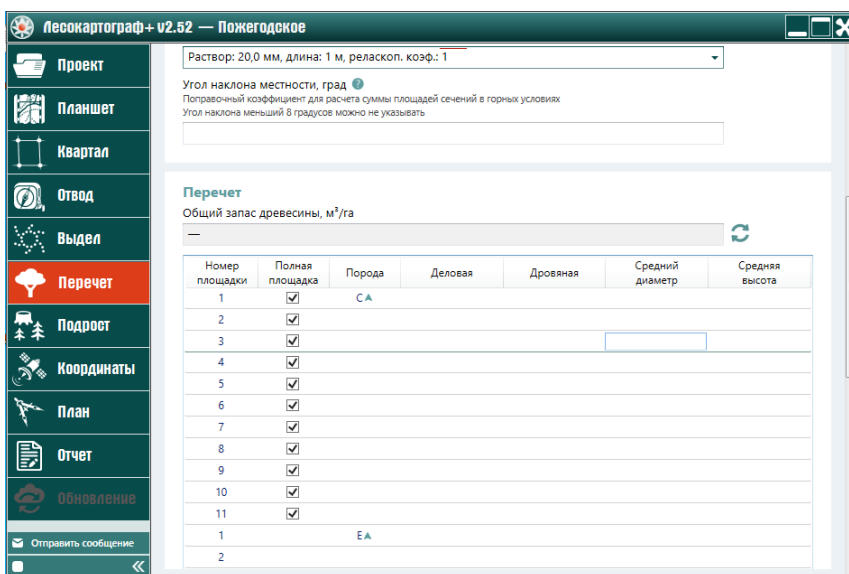 Лесокартограф+ v2.52 — Пожегодское
Проект
Планшет
Квартал
Отвод
Выдел
Перечет
Подрост
Координаты
План
Отчет
Обновление
Отправить сообщение
Раствор: 20,0 мм, длина: 1 м, реласкоп. коэф.: 1
Угол наклона местности, град
Поправочный коэффициент для расчета суммы площадей сечений в горных условиях
Угол наклона меньший 8 градусов можно не указывать
Перечет
Общий запас древесины, м³/га
—
Номер площадки Полная площадка Порода Деловая Дровяная Средний диаметр Средняя высота
1 С
2
3
4
5
6
7
8
9
10
11
1 Е
2